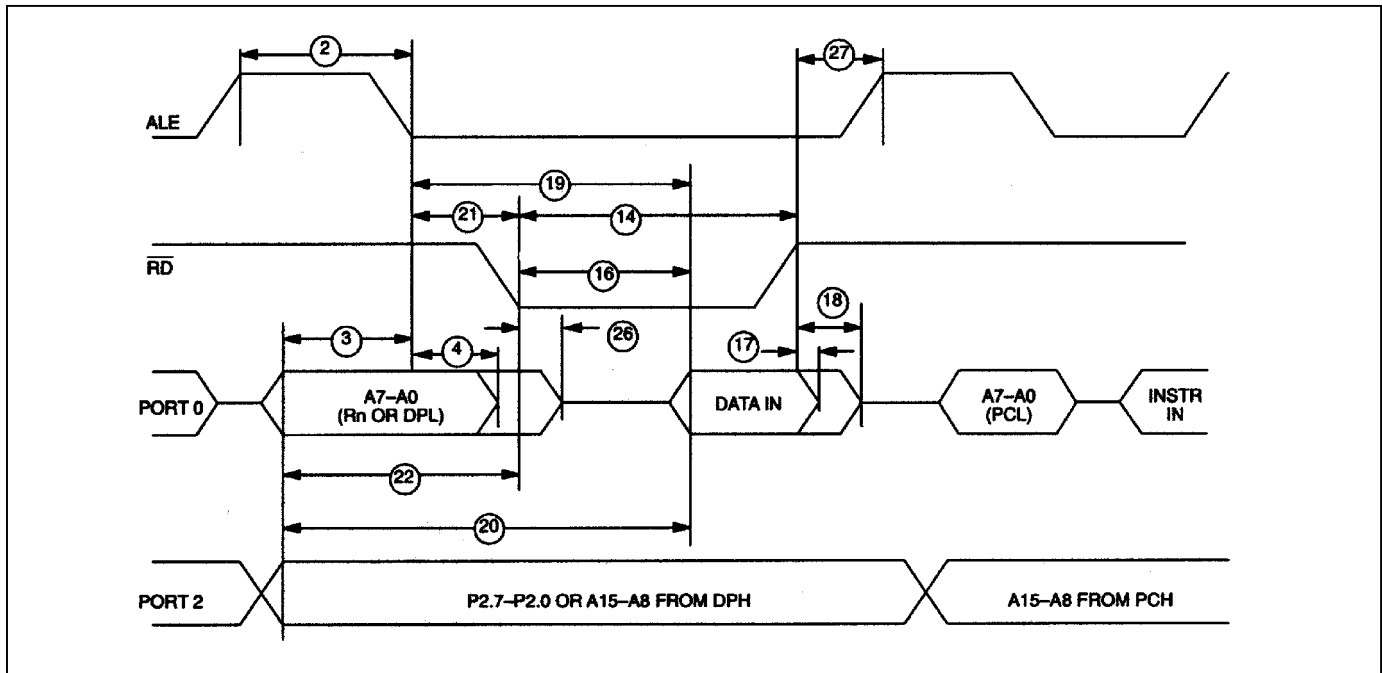 2
27
ALE
19
21
14
RD
16
18
3
4
26
17
PORT 0
A7–A0
(Rn OR DPL)
DATA IN
A7–A0
(PCL)
INSTR
IN
22
20
PORT 2
P2.7–P2.0 OR A15–A8 FROM DPH
A15–A8 FROM PCH